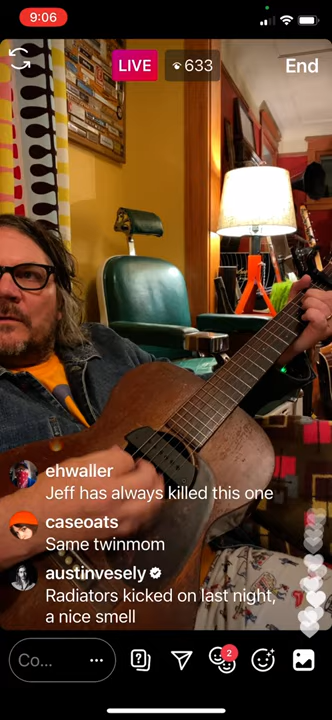 9:06
LIVE
633
End
ehwaller
Jeff has always killed this one
caseoats
Same twinmom
austinvesely
Radiators kicked on last night,
a nice smell
Co...
2